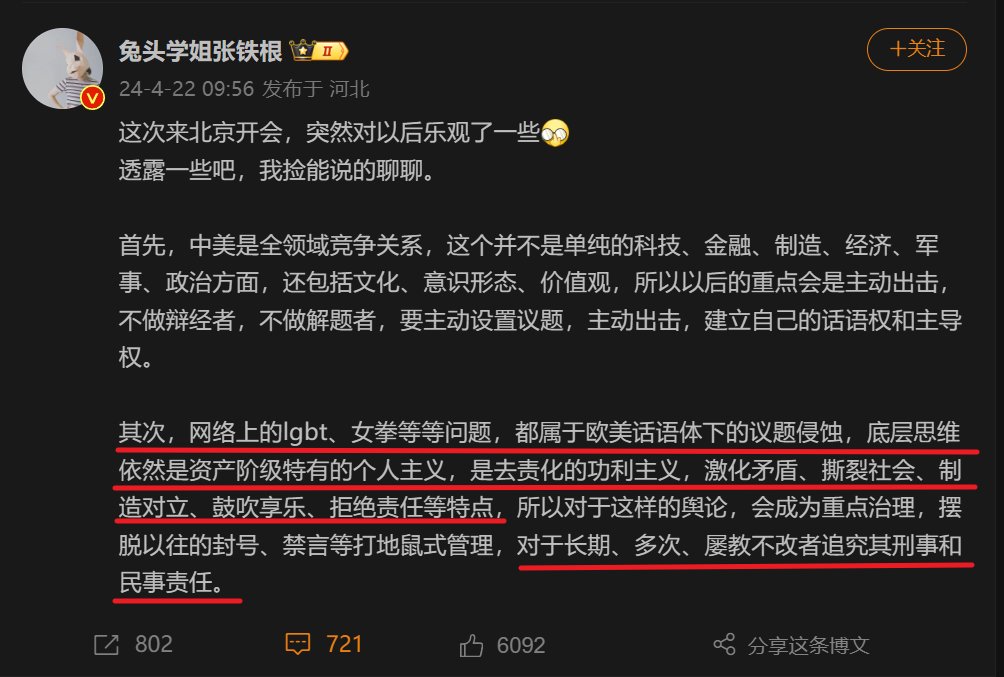 兔头学姐张铁根 II
24-4-22 09:56 发布于 河北
+关注
这次来北京开会，突然对以后乐观了一些
透露一些吧，我捡能说的聊聊。
首先，中美是全领域竞争关系，这个并不是单纯的科技、金融、制造、经济、军
事、政治方面，还包括文化、意识形态、价值观，所以以后的重点会是主动出击，
不做辩经者，不做解题者，要主动设置议题，主动出击，建立自己的话语权和主导
权。
其次，网络上的lgbt、女拳等等问题，都属于欧美话语体下的议题侵蚀，底层思维
依然是资产阶级特有的个人主义，是去责化的功利主义，激化矛盾、撕裂社会、制
造对立、鼓吹享乐、拒绝责任等特点，所以对于这样的舆论，会成为重点治理，摆
脱以往的封号、禁言等打地鼠式管理，对于长期、多次、屡教不改者追究其刑事和
民事责任。
802
721
6092
分享这条博文